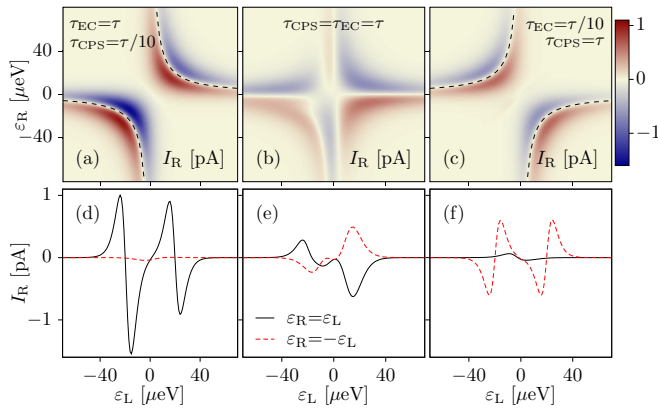 τEC=τ
τCPS=τ/10
τCPS=τEC=τ
τEC=τ/10
τCPS=τ
εR [μeV]
40
0
−40
(a) IR [pA]
(b) IR [pA]
(c) IR [pA]
1
0
−1
(d)
(e)
(f)
IR [pA]
1
0
−1
εR=εL
εR=−εL
−40 0 40
−40 0 40
−40 0 40
εL [μeV]
εL [μeV]
εL [μeV]